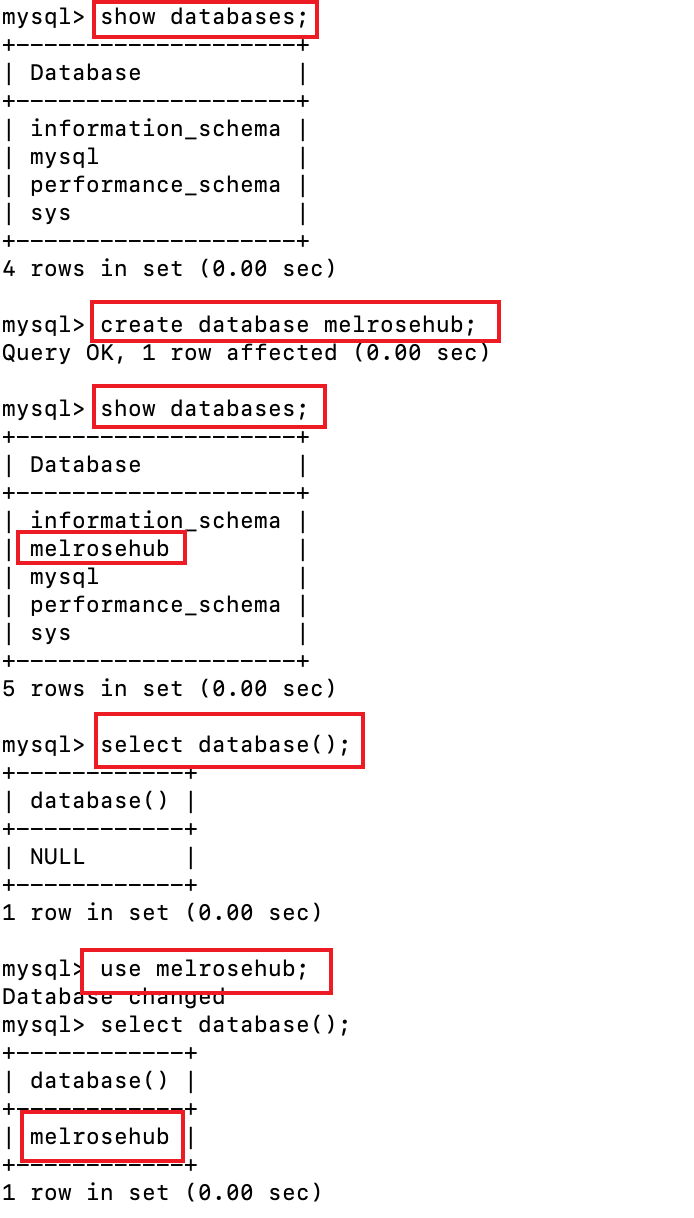 mysql> show databases;
+--------------------+
| Database           |
+--------------------+
| information_schema |
| mysql              |
| performance_schema |
| sys                |
+--------------------+
4 rows in set (0.00 sec)
mysql> create database melrosehub;
Query OK, 1 row affected (0.00 sec)
mysql> show databases;
+--------------------+
| Database           |
+--------------------+
| information_schema |
| melrosehub         |
| mysql              |
| performance_schema |
| sys                |
+--------------------+
5 rows in set (0.00 sec)
mysql> select database();
+------------+
| database() |
+------------+
| NULL       |
+------------+
1 row in set (0.00 sec)
mysql> use melrosehub;
Database changed
mysql> select database();
+------------+
| database() |
+------------+
| melrosehub |
+------------+
1 row in set (0.00 sec)